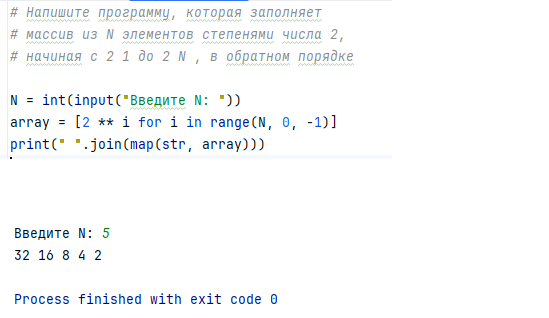 # Напишите программу, которая заполняет
# массив из N элементов степенями числа 2,
# начиная с 2 1 до 2 N , в обратном порядке
N = int(input("Введите N: "))
array = [2 ** i for i in range(N, 0, -1)]
print(" ".join(map(str, array)))
Введите N: 5
32 16 8 4 2
Process finished with exit code 0